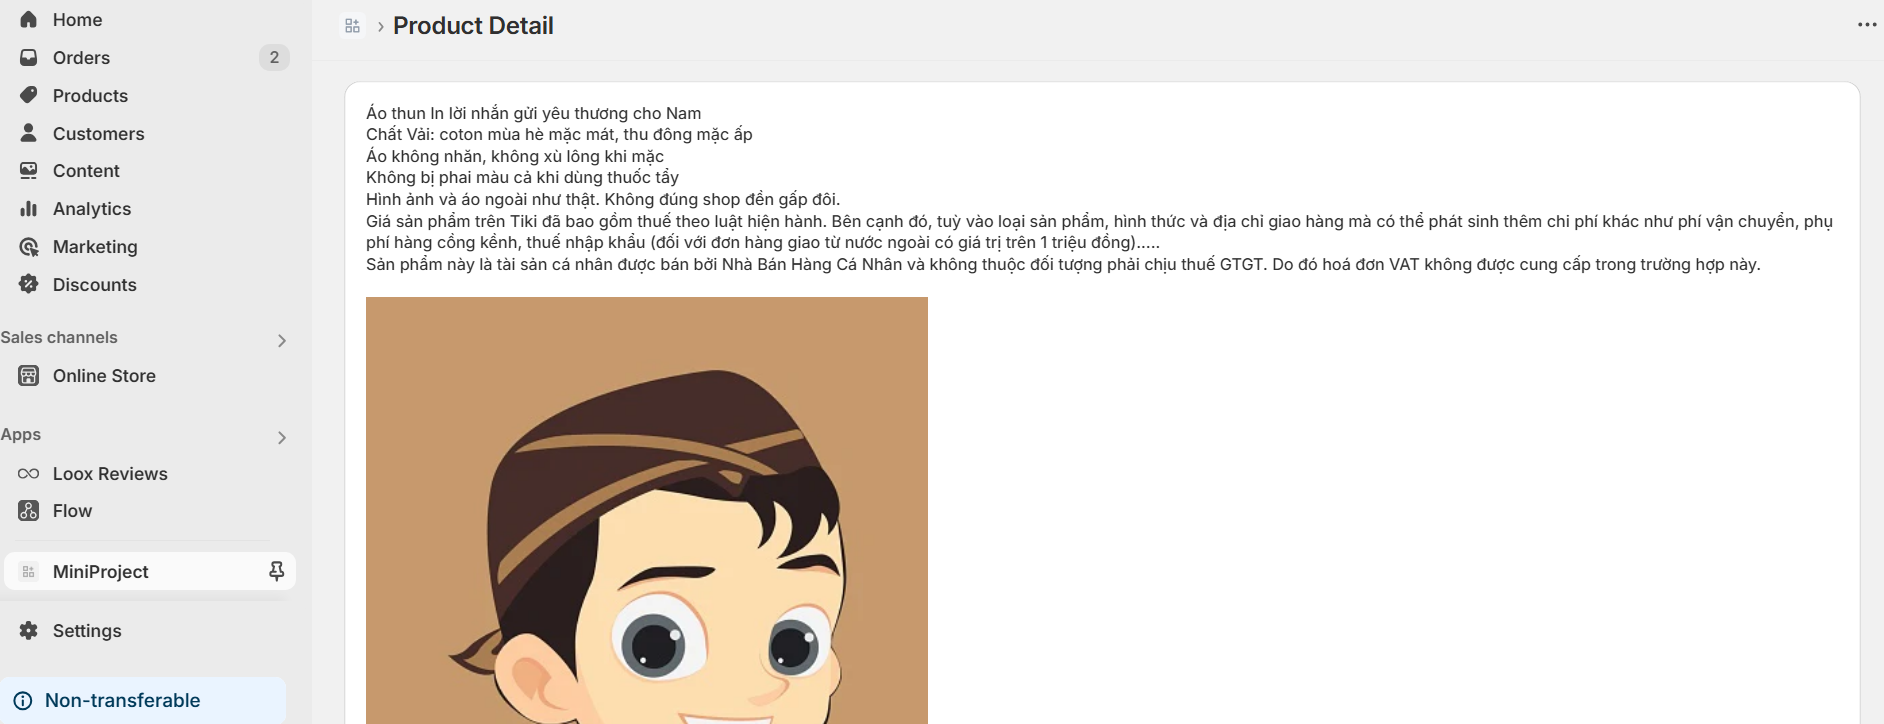 Home
Orders
2
Products
Customers
Content
Analytics
Marketing
Discounts
Sales channels
Online Store
Apps
Loox Reviews
Flow
MiniProject
Settings
Non-transferable
Product Detail
Áo thun In lời nhắn gửi yêu thương cho Nam
Chất Vải: coton mùa hè mặc mát, thu đông mặc ấp
Áo không nhăn, không xù lông khi mặc
Không bị phai màu cả khi dùng thuốc tẩy
Hình ảnh và áo ngoài như thật. Không đúng shop đền gấp đôi.
Giá sản phẩm trên Tiki đã bao gồm thuế theo luật hiện hành. Bên cạnh đó, tuỳ vào loại sản phẩm, hình thức và địa chỉ giao hàng mà có thể phát sinh thêm chi phí khác như phí vận chuyển, phụ
phí hàng cồng kềnh, thuế nhập khẩu (đối với đơn hàng giao từ nước ngoài có giá trị trên 1 triệu đồng).....
Sản phẩm này là tài sản cá nhân được bán bởi Nhà Bán Hàng Cá Nhân và không thuộc đối tượng phải chịu thuế GTGT. Do đó hoá đơn VAT không được cung cấp trong trường hợp này.